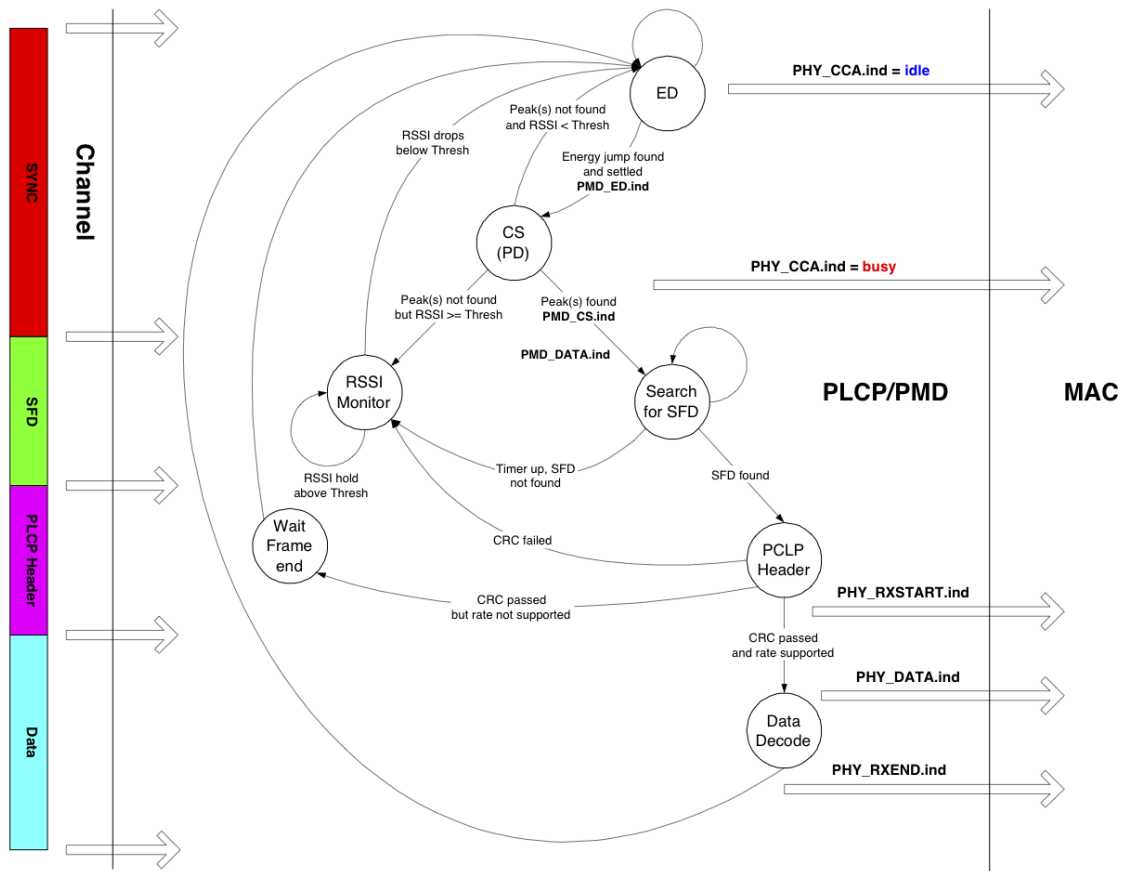 ED
PHY_CCA.ind = idle
Peak(s) not found
and RSSI < Thresh
RSSI drops
below Thresh
Energy jump found
and settled
PMD_ED.ind
SYNC
Channel
CS
(PD)
PHY_CCA.ind = busy
Peak(s) not found
but RSSI >= Thresh
Peak(s) found
PMD_CS.ind
PMD_DATA.ind
RSSI
Monitor
Search
for SFD
PLCP/PMD
MAC
SFD
RSSI hold
above Thresh
Timer up, SFD
not found
SFD found
Wait
Frame
end
CRC failed
PCLP
Header
PLCP Header
CRC passed
but rate not supported
PHY_RXSTART.ind
CRC passed
and rate supported
PHY_DATA.ind
Data
Data
Decode
PHY_RXEND.ind